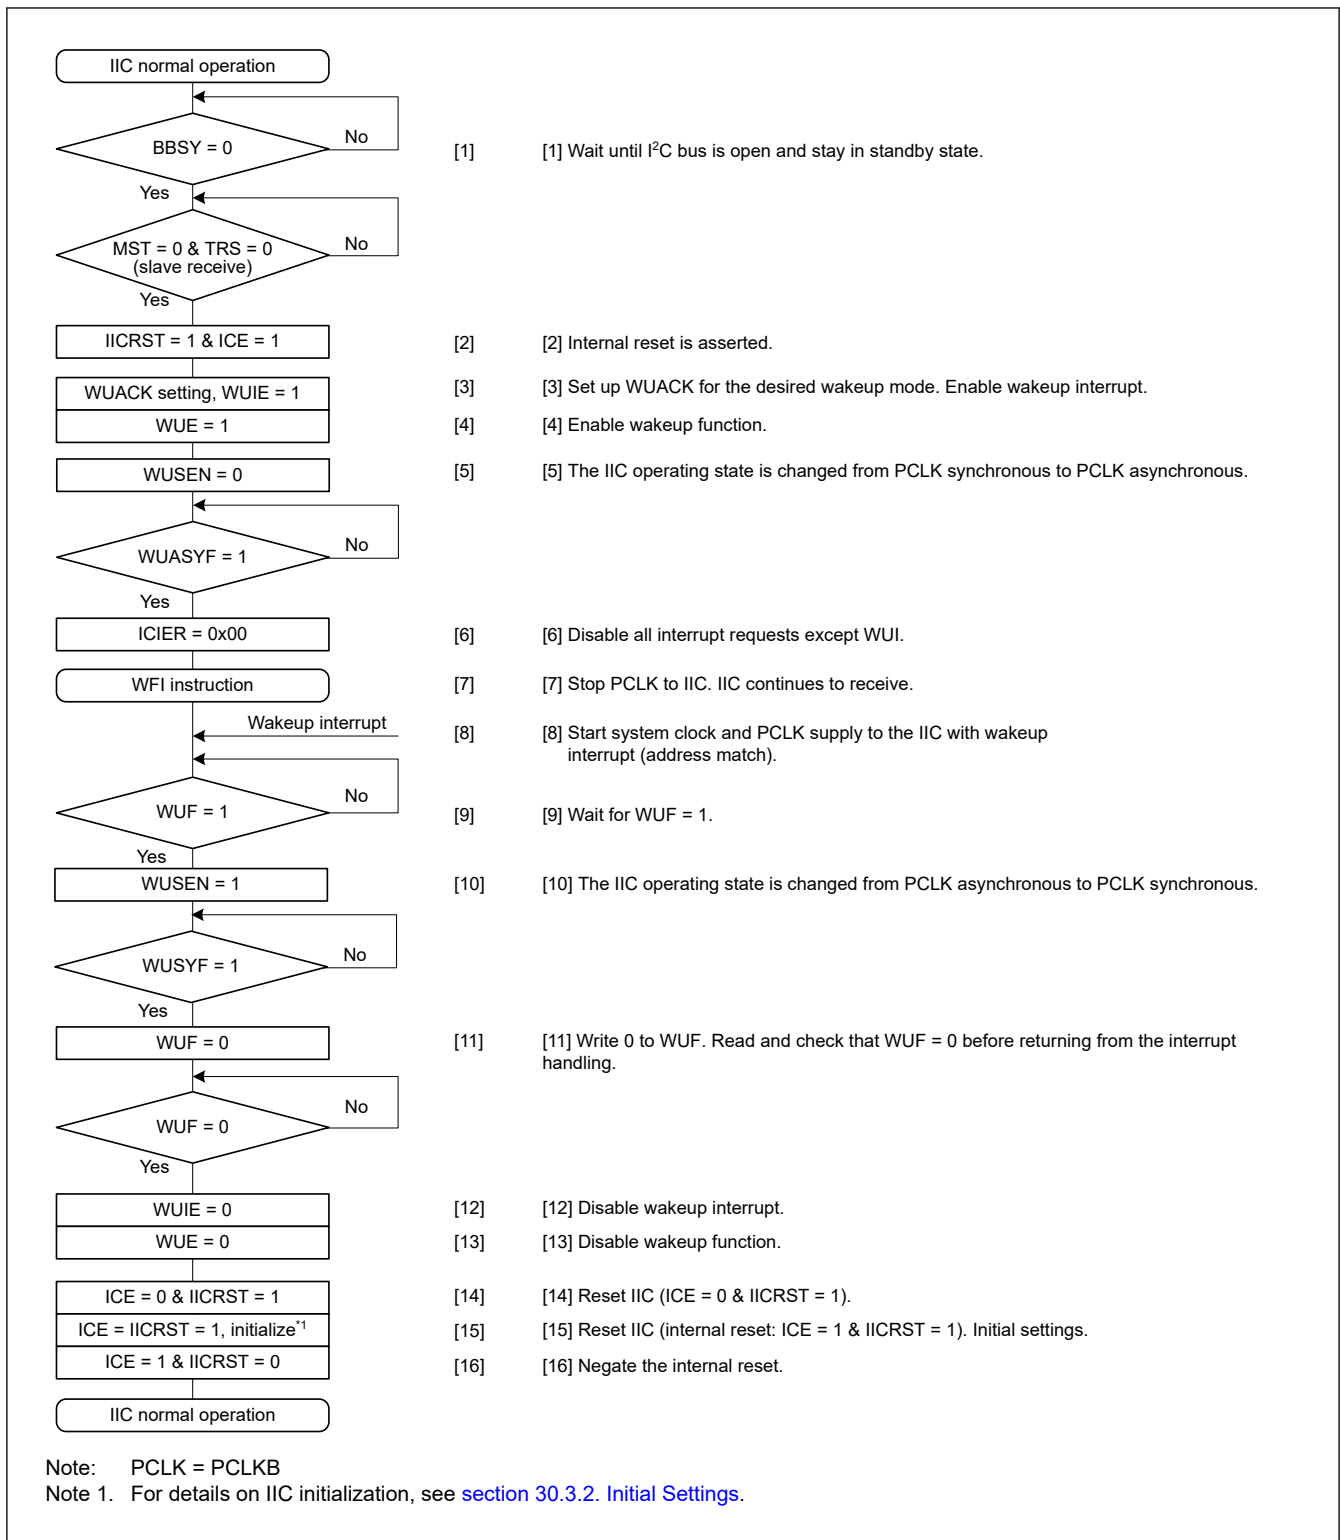 IIC normal operation
No
BBSY = 0
[1] [1] Wait until I²C bus is open and stay in standby state.
Yes
No
MST = 0 & TRS = 0
(slave receive)
Yes
IICRST = 1 & ICE = 1 [2] [2] Internal reset is asserted.
WUACK setting, WUIE = 1 [3] [3] Set up WUACK for the desired wakeup mode. Enable wakeup interrupt.
WUE = 1 [4] [4] Enable wakeup function.
WUSEN = 0 [5] [5] The IIC operating state is changed from PCLK synchronous to PCLK asynchronous.
No
WUASYF = 1
Yes
ICIER = 0x00 [6] [6] Disable all interrupt requests except WUI.
WFI instruction [7] [7] Stop PCLK to IIC. IIC continues to receive.
Wakeup interrupt [8] [8] Start system clock and PCLK supply to the IIC with wakeup
interrupt (address match).
No
WUF = 1 [9] [9] Wait for WUF = 1.
Yes
WUSEN = 1 [10] [10] The IIC operating state is changed from PCLK asynchronous to PCLK synchronous.
No
WUSYF = 1
Yes
WUF = 0 [11] [11] Write 0 to WUF. Read and check that WUF = 0 before returning from the interrupt
handling.
No
WUF = 0
Yes
WUIE = 0 [12] [12] Disable wakeup interrupt.
WUE = 0 [13] [13] Disable wakeup function.
ICE = 0 & IICRST = 1 [14] [14] Reset IIC (ICE = 0 & IICRST = 1).
ICE = IICRST = 1, initialize*1 [15] [15] Reset IIC (internal reset: ICE = 1 & IICRST = 1). Initial settings.
ICE = 1 & IICRST = 0 [16] [16] Negate the internal reset.
IIC normal operation
Note: PCLK = PCLKB
Note 1. For details on IIC initialization, see section 30.3.2. Initial Settings.